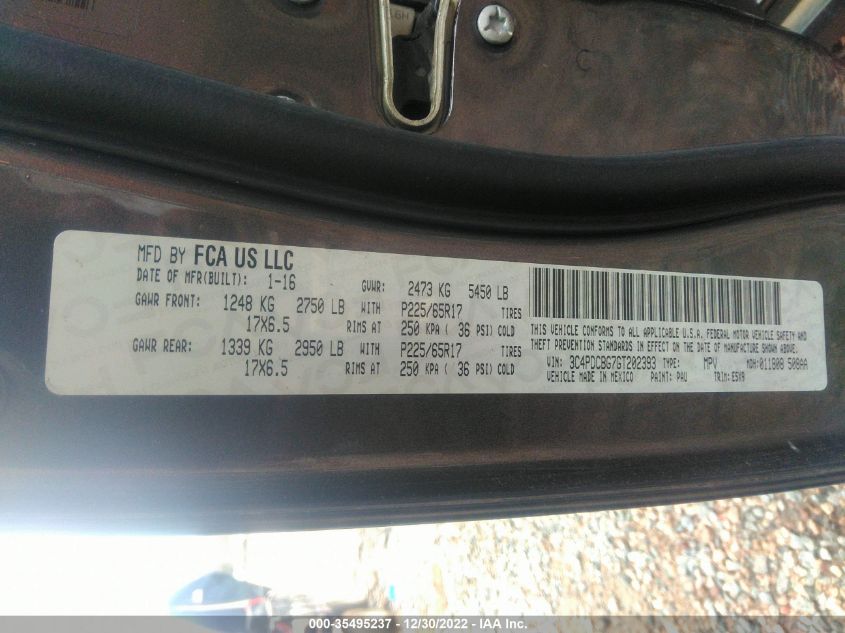 MFD BY FCA US LLC
DATE OF MFR(BUILT): 1-16 GVWR: 2473 KG 5450 LB
GAWR FRONT: 1248 KG 2750 LB WITH P225/65R17 TIRES
17X6.5 RIMS AT 250 KPA ( 36 PSI) COLD
GAWR REAR: 1339 KG 2950 LB WITH P225/65R17 TIRES
17X6.5 RIMS AT 250 KPA ( 36 PSI) COLD
THIS VEHICLE CONFORMS TO ALL APPLICABLE U.S.A. FEDERAL MOTOR VEHICLE SAFETY AND
THEFT PREVENTION STANDARDS IN EFFECT ON THE DATE OF MANUFACTURE SHOWN ABOVE.
VIN: 3C4PDCBG7GT202393 TYPE: MPV MDH: 011808 508AA
VEHICLE MADE IN MEXICO PAINT: PAU TRIM: E5X9
000-35495237 - 12/30/2022 - IAA Inc.